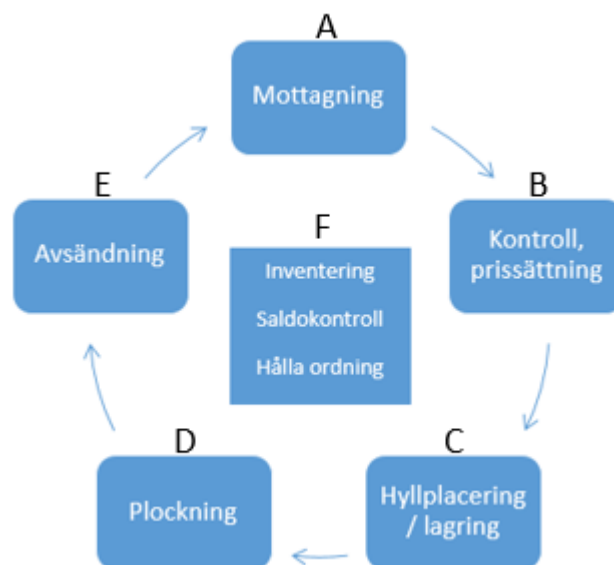 A
Mottagning
B
Kontroll,
prissättning
C
Hyllplacering
/ lagring
D
Plockning
E
Avsändning
F
Inventering
Saldokontroll
Hålla ordning